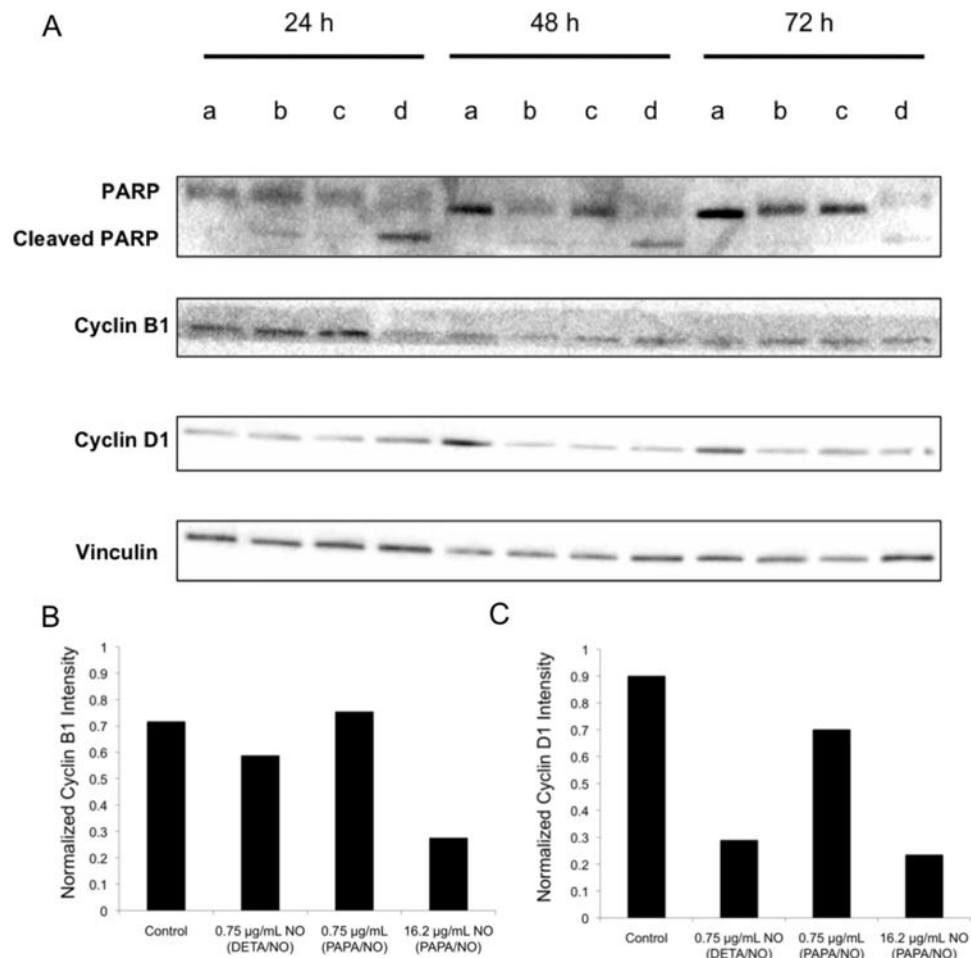 A
24 h 48 h 72 h
a b c d a b c d a b c d
PARP
Cleaved PARP
Cyclin B1
Cyclin D1
Vinculin
B
Normalized Cyclin B1 Intensity
1
0.9
0.8
0.7
0.6
0.5
0.4
0.3
0.2
0.1
0
Control
0.75 µg/mL NO
(DETA/NO)
0.75 µg/mL
(PAPA/NO)
16.2 µg/mL NO
(PAPA/NO)
C
Normalized Cyclin D1 Intensity
1
0.9
0.8
0.7
0.6
0.5
0.4
0.3
0.2
0.1
0
Control
0.75 µg/mL NO
(DETA/NO)
0.75 µg/mL
(PAPA/NO)
16.2 µg/mL NO
(PAPA/NO)